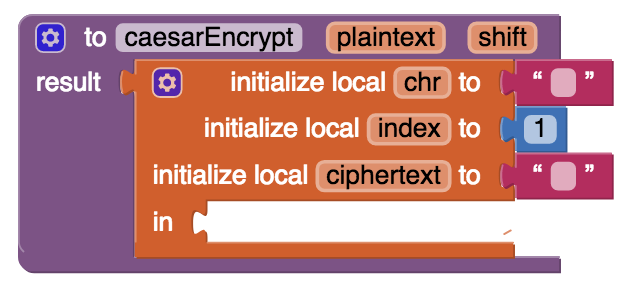 to caesarEncrypt plaintext shift
result initialize local chr to “ ”
initialize local index to 1
initialize local ciphertext to “ ”
in